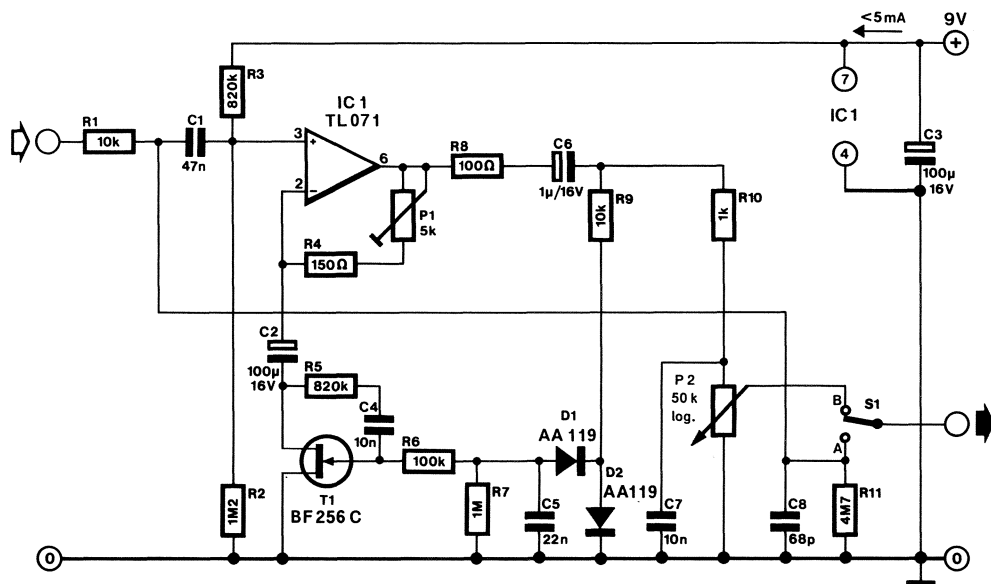 <5mA
9V
+
R3
820k
7
IC 1
TL071
IC1
R1
10k
C1
47n
3
+
2
−
6
R8
100Ω
C6
1µ/16V
4
C3
100µ
16V
P1
5k
R9
10k
R10
1k
R4
150Ω
C2
100µ
16V
R5
820k
C4
10n
P2
50k
log.
B
S1
A
D1
AA 119
R6
100k
D2
AA119
T1
BF 256 C
R2
1M2
R7
1M
C5
22n
C7
10n
C8
68p
R11
4M7
0
0